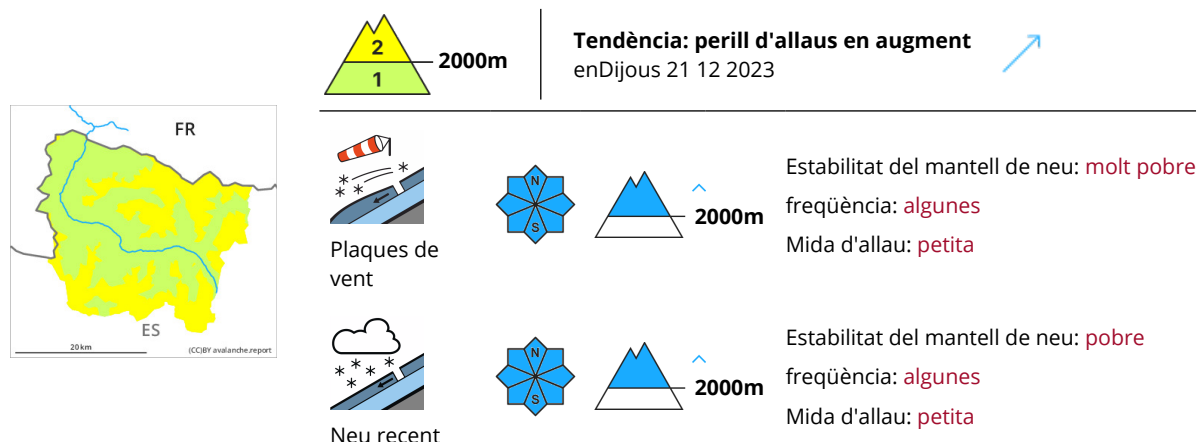 2
1
2000m
Tendència: perill d'allaus en augment
enDijous 21 12 2023
FR
ES
20 km
(CC)BY avalanche.report
Plaques de
vent
N
S
2000m
Estabilitat del mantell de neu: molt pobre
freqüència: algunes
Mida d'allau: petita
Neu recent
N
S
2000m
Estabilitat del mantell de neu: pobre
freqüència: algunes
Mida d'allau: petita